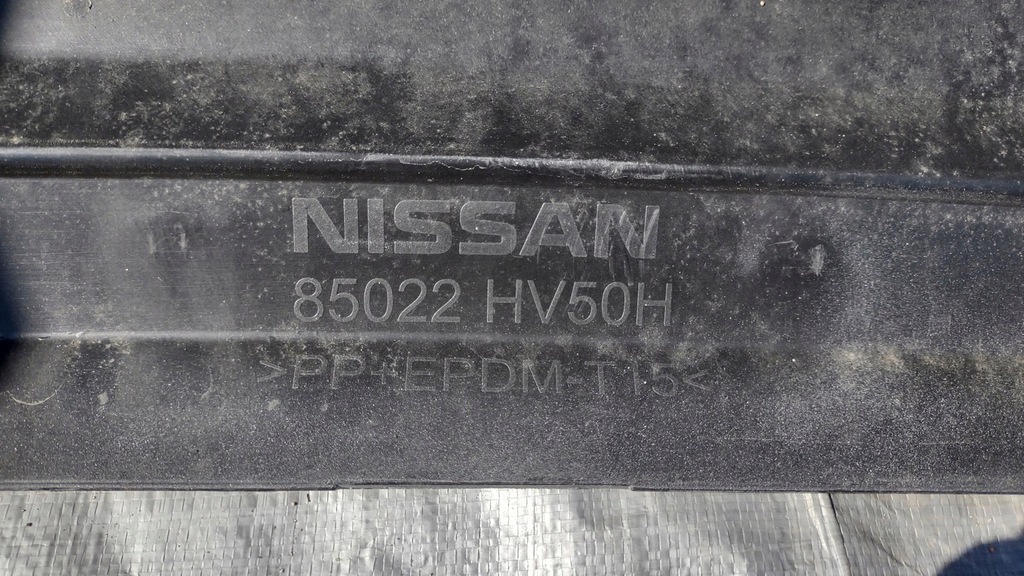 NISSAN
85022 HV50H
>PP+EPDM-T15<